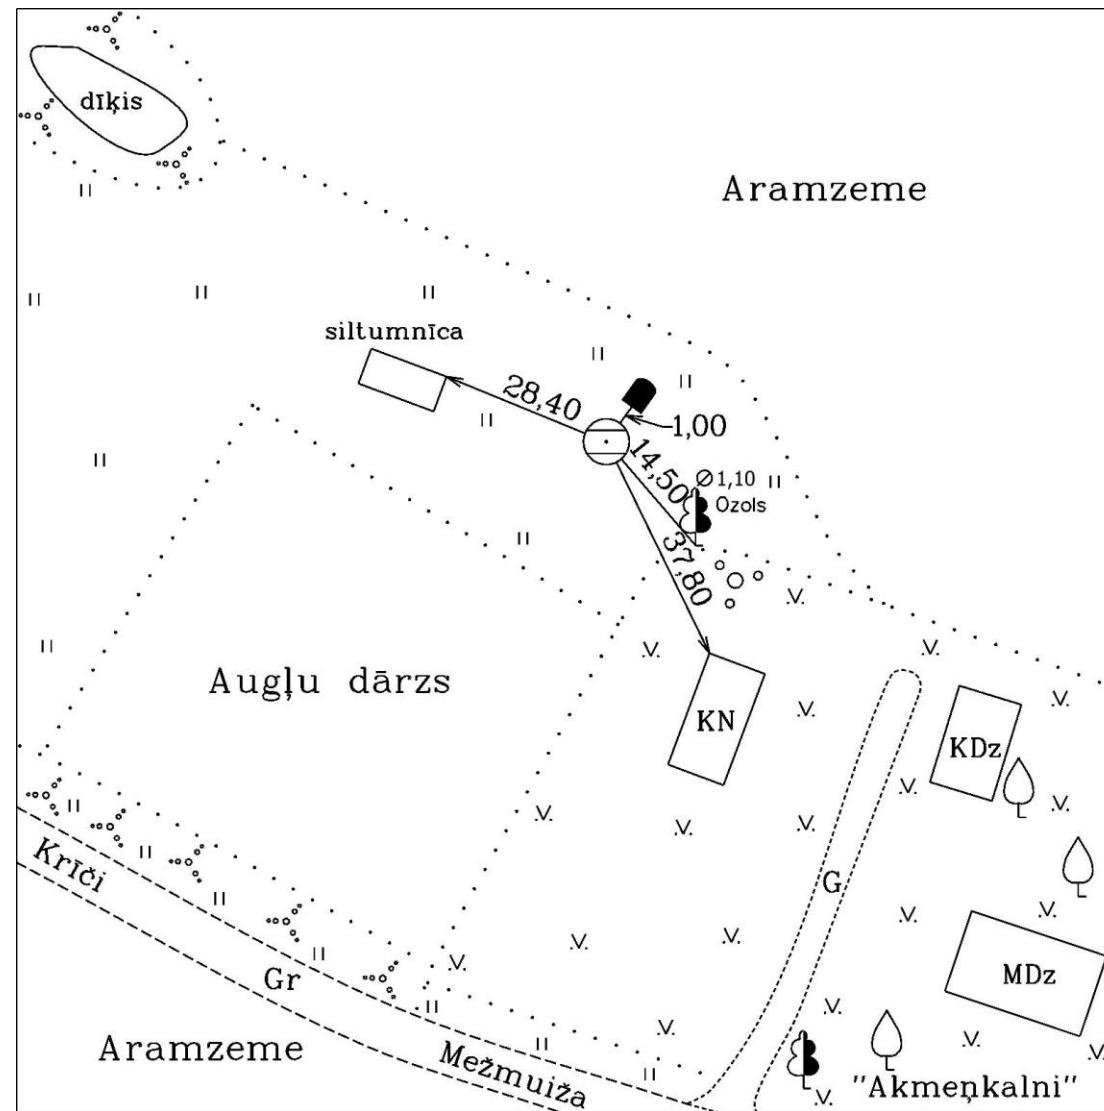 dīķis
Aramzeme
siltumnīca
28,40
1,00
14,50
Ø1,10
Ozols
37,80
Augļu dārzs
KN
KDz
G
Krīči
Gr
MDz
Aramzeme
Mežmuiža
"Akmeņkalni"